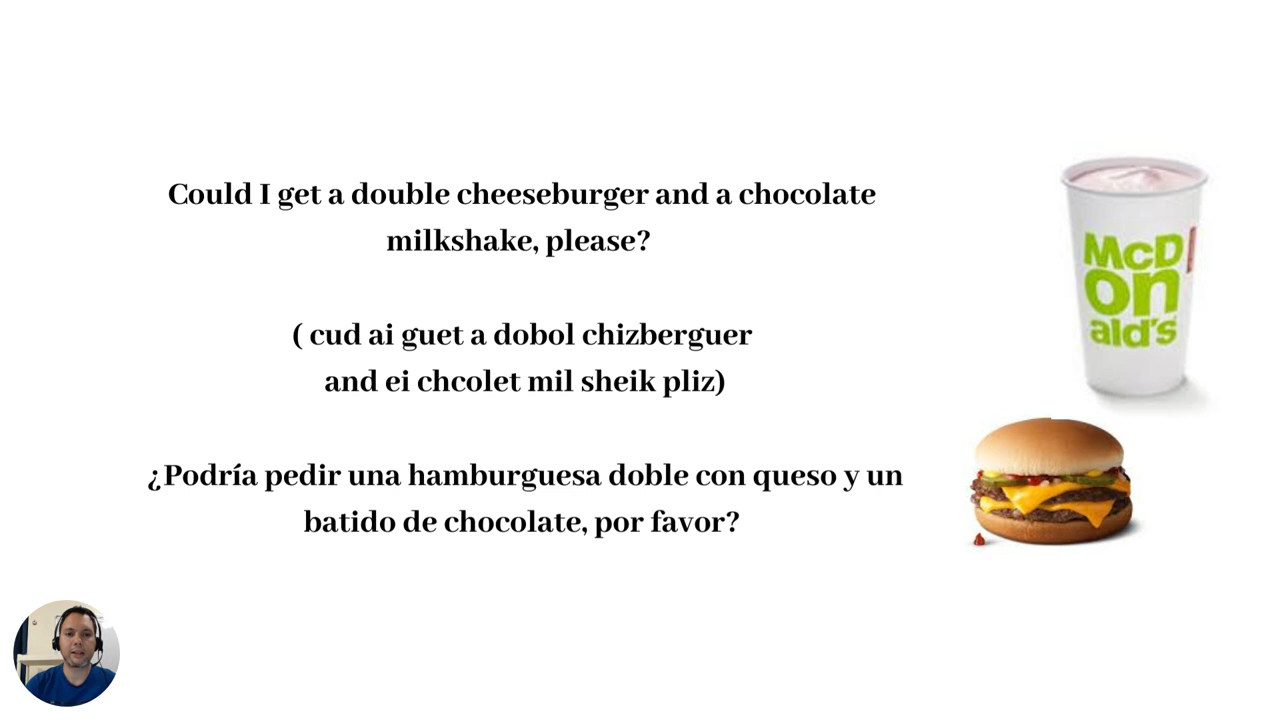 Could I get a double cheeseburger and a chocolate
milkshake, please?
( cud ai guet a dobol chizberguer
and ei chcolet mil sheik pliz)
¿Podría pedir una hamburguesa doble con queso y un
batido de chocolate, por favor?
McD
on
ald's